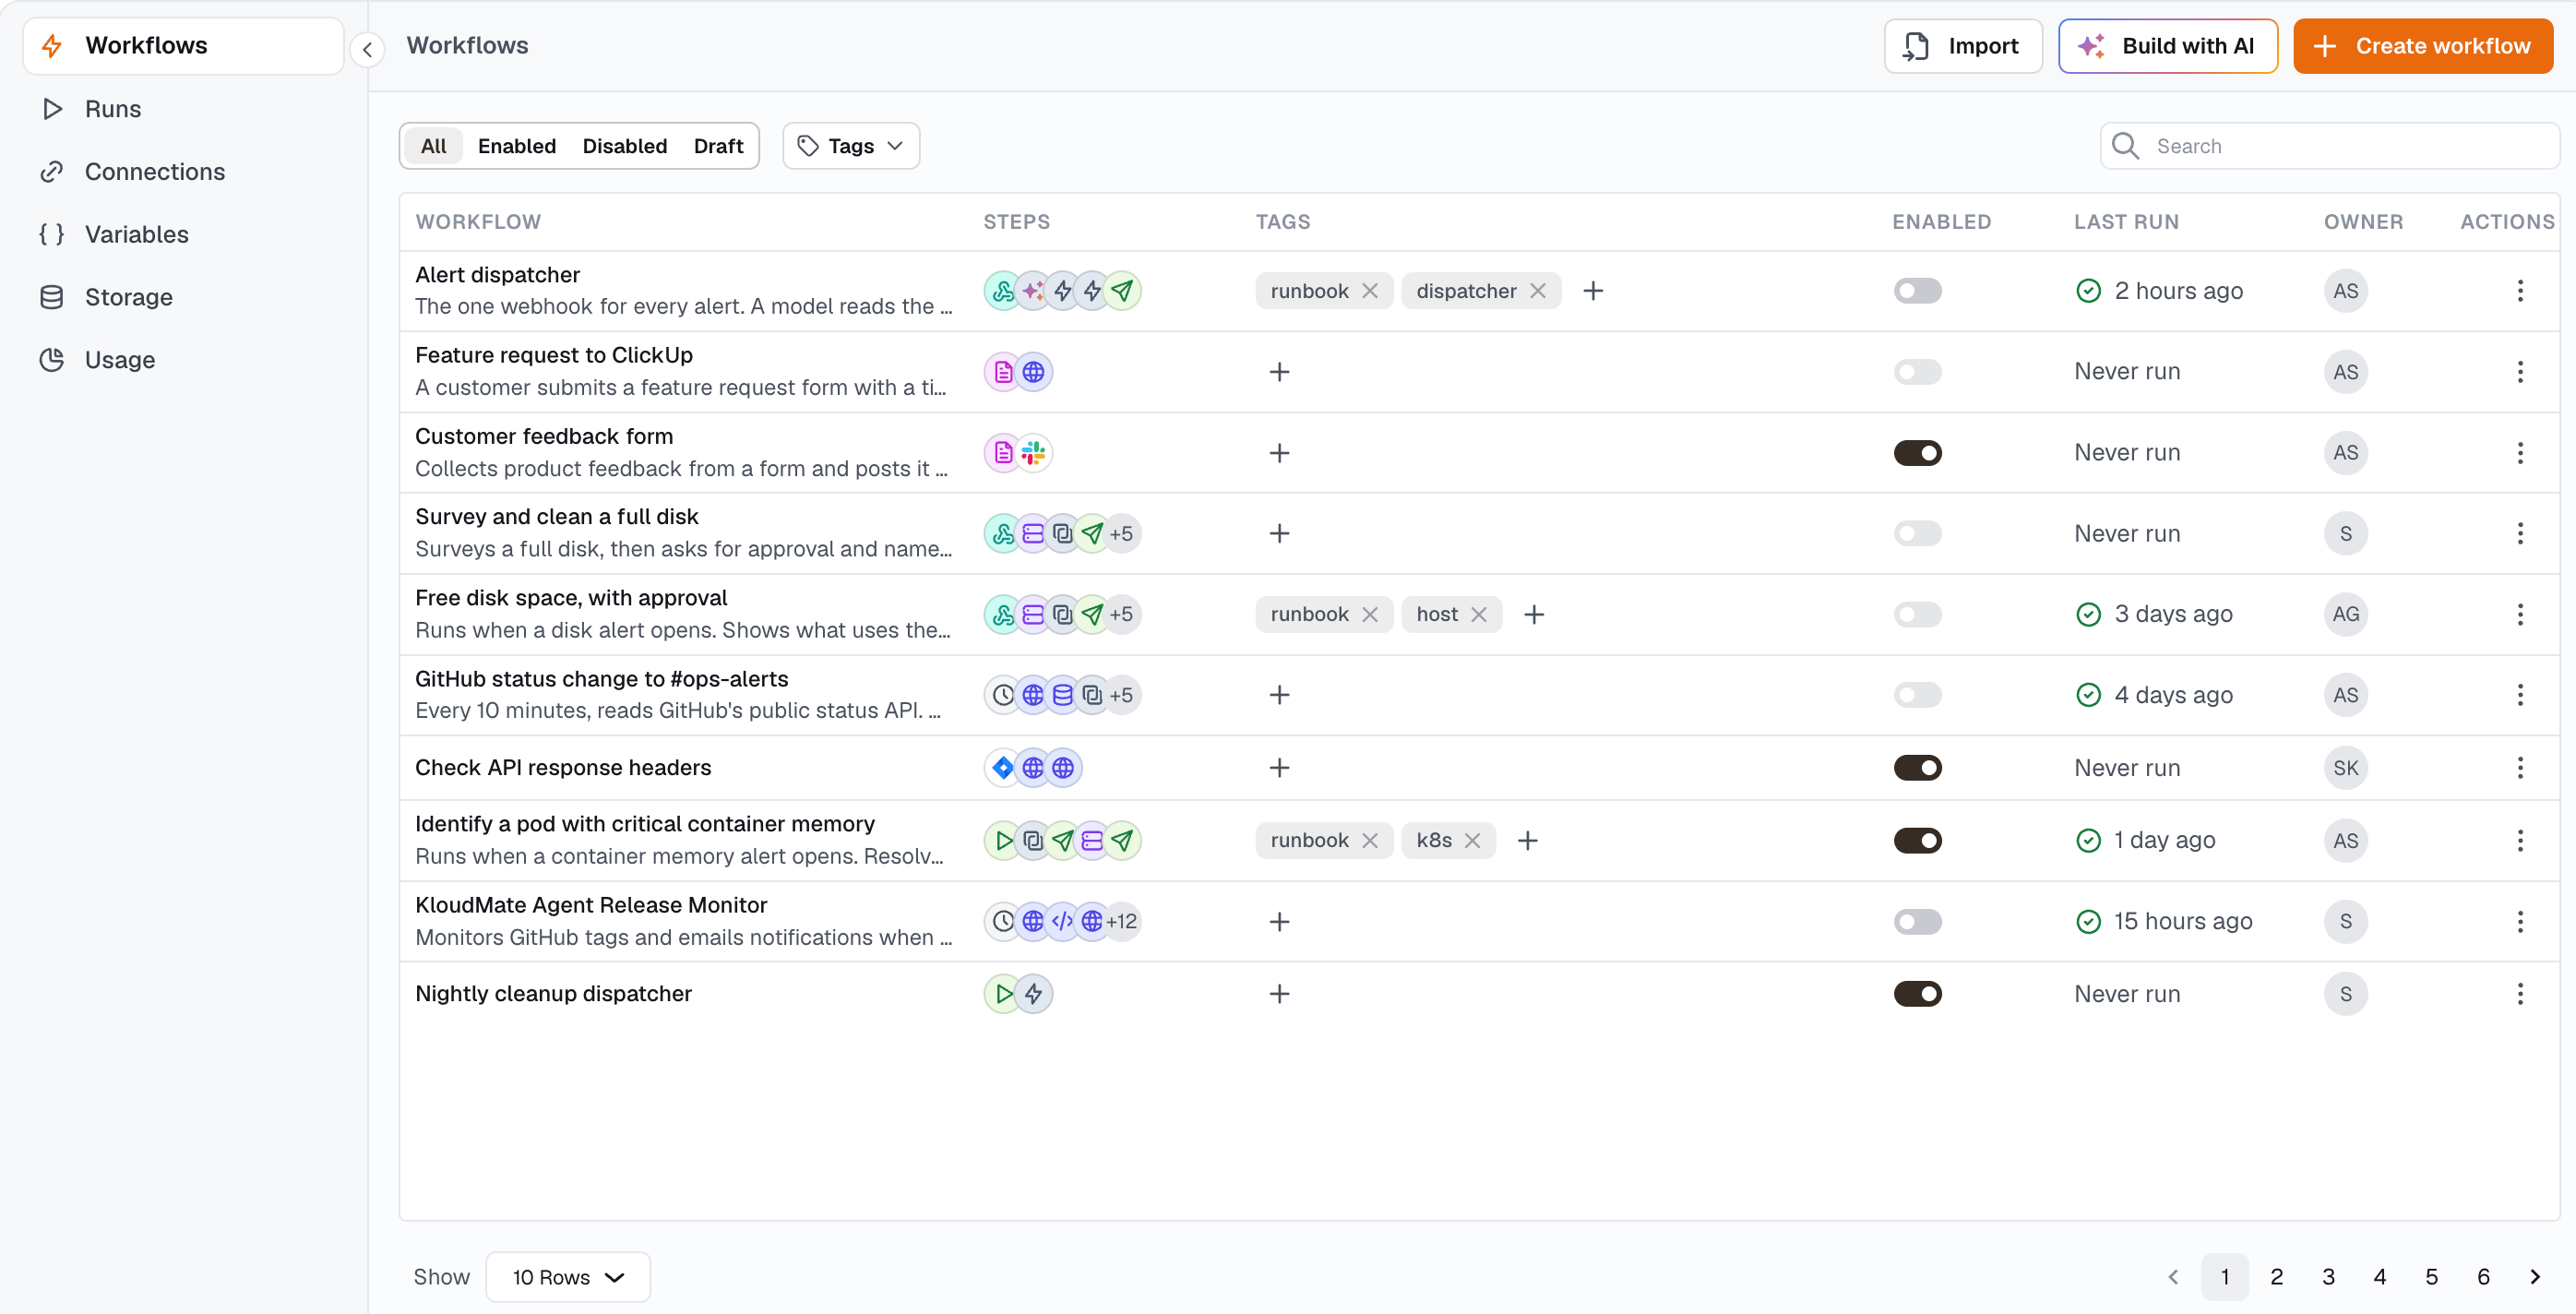 Workflows
Runs
Connections
Variables
Storage
Usage
Workflows
Import
Build with AI
Create workflow
All Enabled Disabled Draft
Tags
Search
WORKFLOW STEPS TAGS ENABLED LAST RUN OWNER ACTIONS
Alert dispatcher
The one webhook for every alert. A model reads the ...
runbook dispatcher 2 hours ago AS
Feature request to ClickUp
A customer submits a feature request form with a ti...
Never run AS
Customer feedback form
Collects product feedback from a form and posts it ...
Never run AS
Survey and clean a full disk
Surveys a full disk, then asks for approval and name...
+5 Never run S
Free disk space, with approval
Runs when a disk alert opens. Shows what uses the...
+5 runbook host 3 days ago AG
GitHub status change to #ops-alerts
Every 10 minutes, reads GitHub's public status API. ...
+5 4 days ago AS
Check API response headers Never run SK
Identify a pod with critical container memory
Runs when a container memory alert opens. Resolv...
runbook k8s 1 day ago AS
KloudMate Agent Release Monitor
Monitors GitHub tags and emails notifications when ...
+12 15 hours ago S
Nightly cleanup dispatcher Never run S
Show 10 Rows 1 2 3 4 5 6